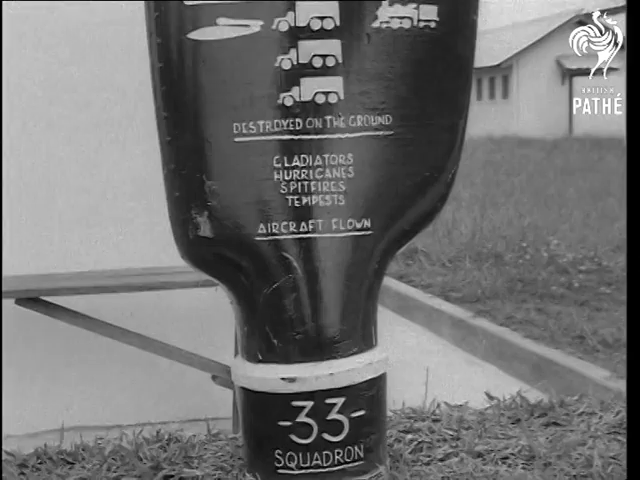 BRITISH
PATHÉ
DESTROYED ON THE GROUND
GLADIATORS
HURRICANES
SPITFIRES
TEMPESTS
AIRCRAFT FLOWN
-33-
SQUADRON